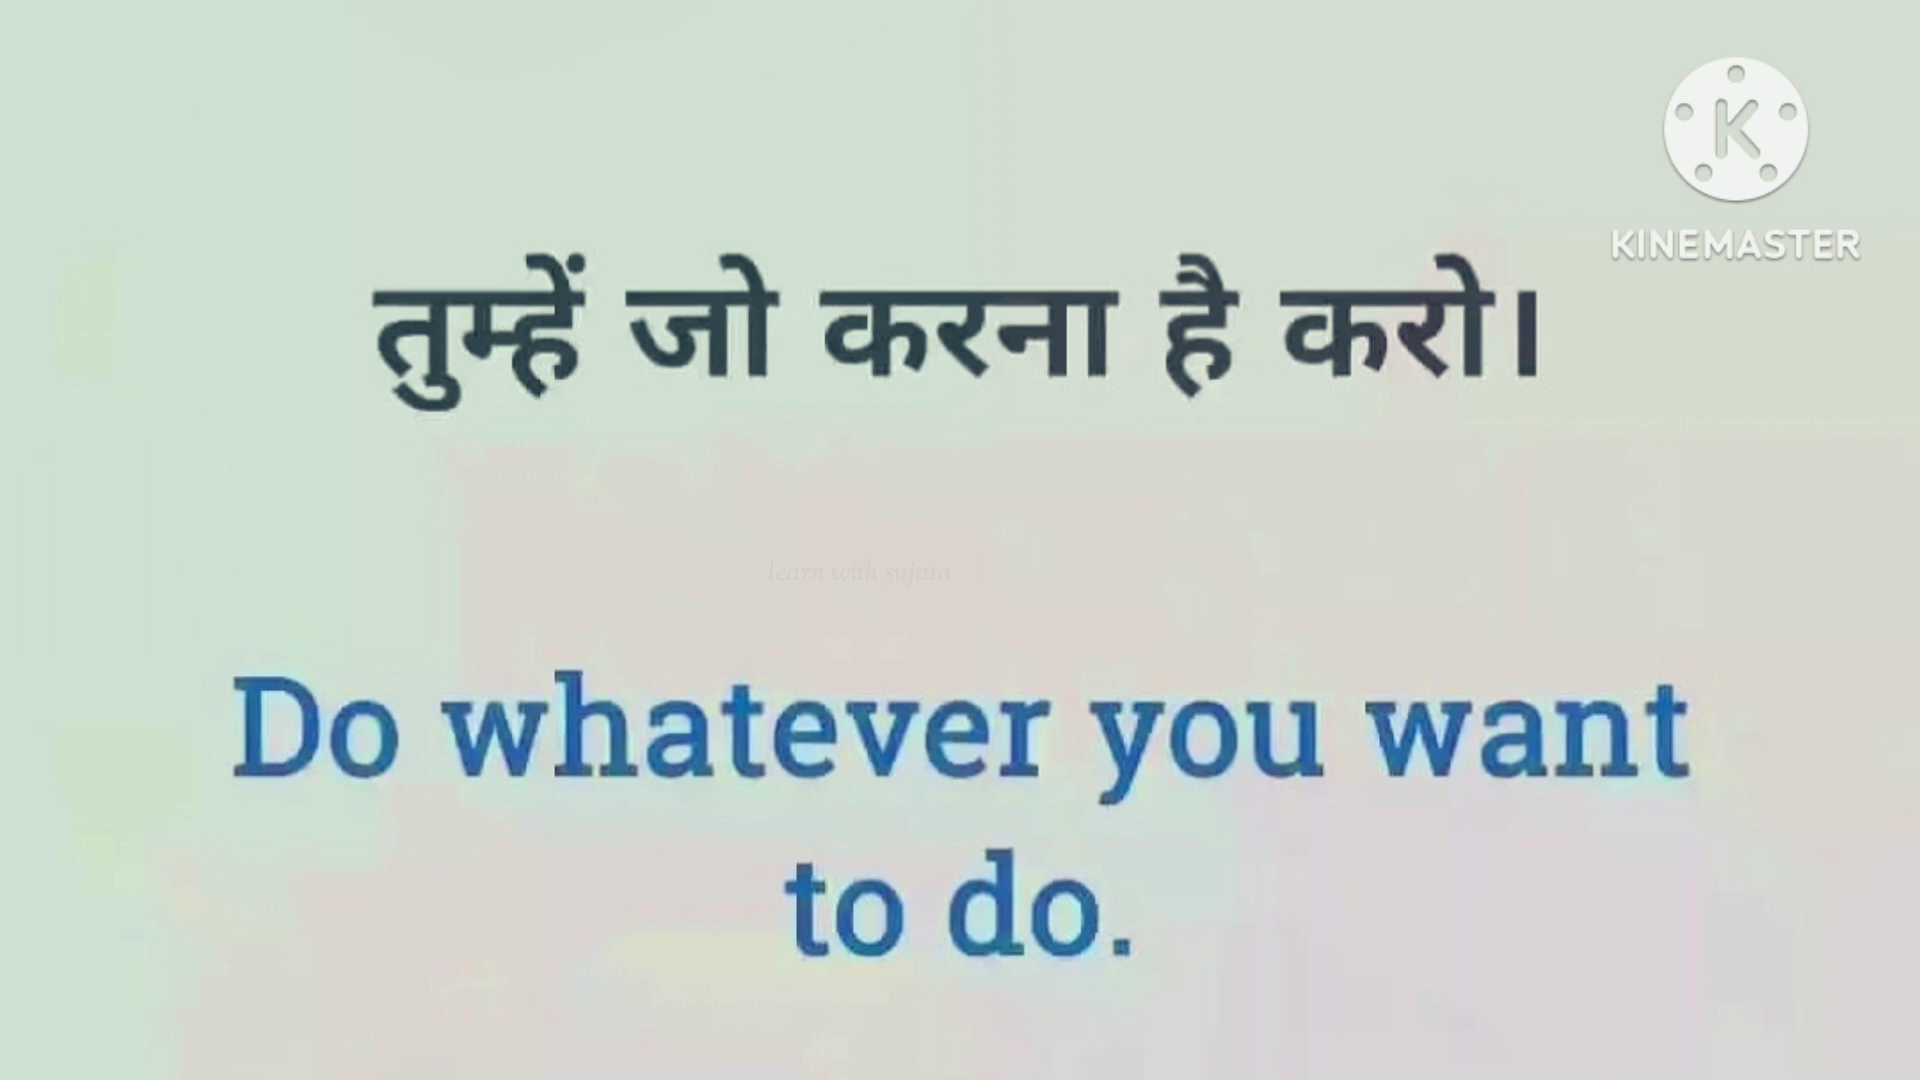 KINEMASTER
तुम्हें जो करना है करो।
learn with sujata
Do whatever you want
to do.